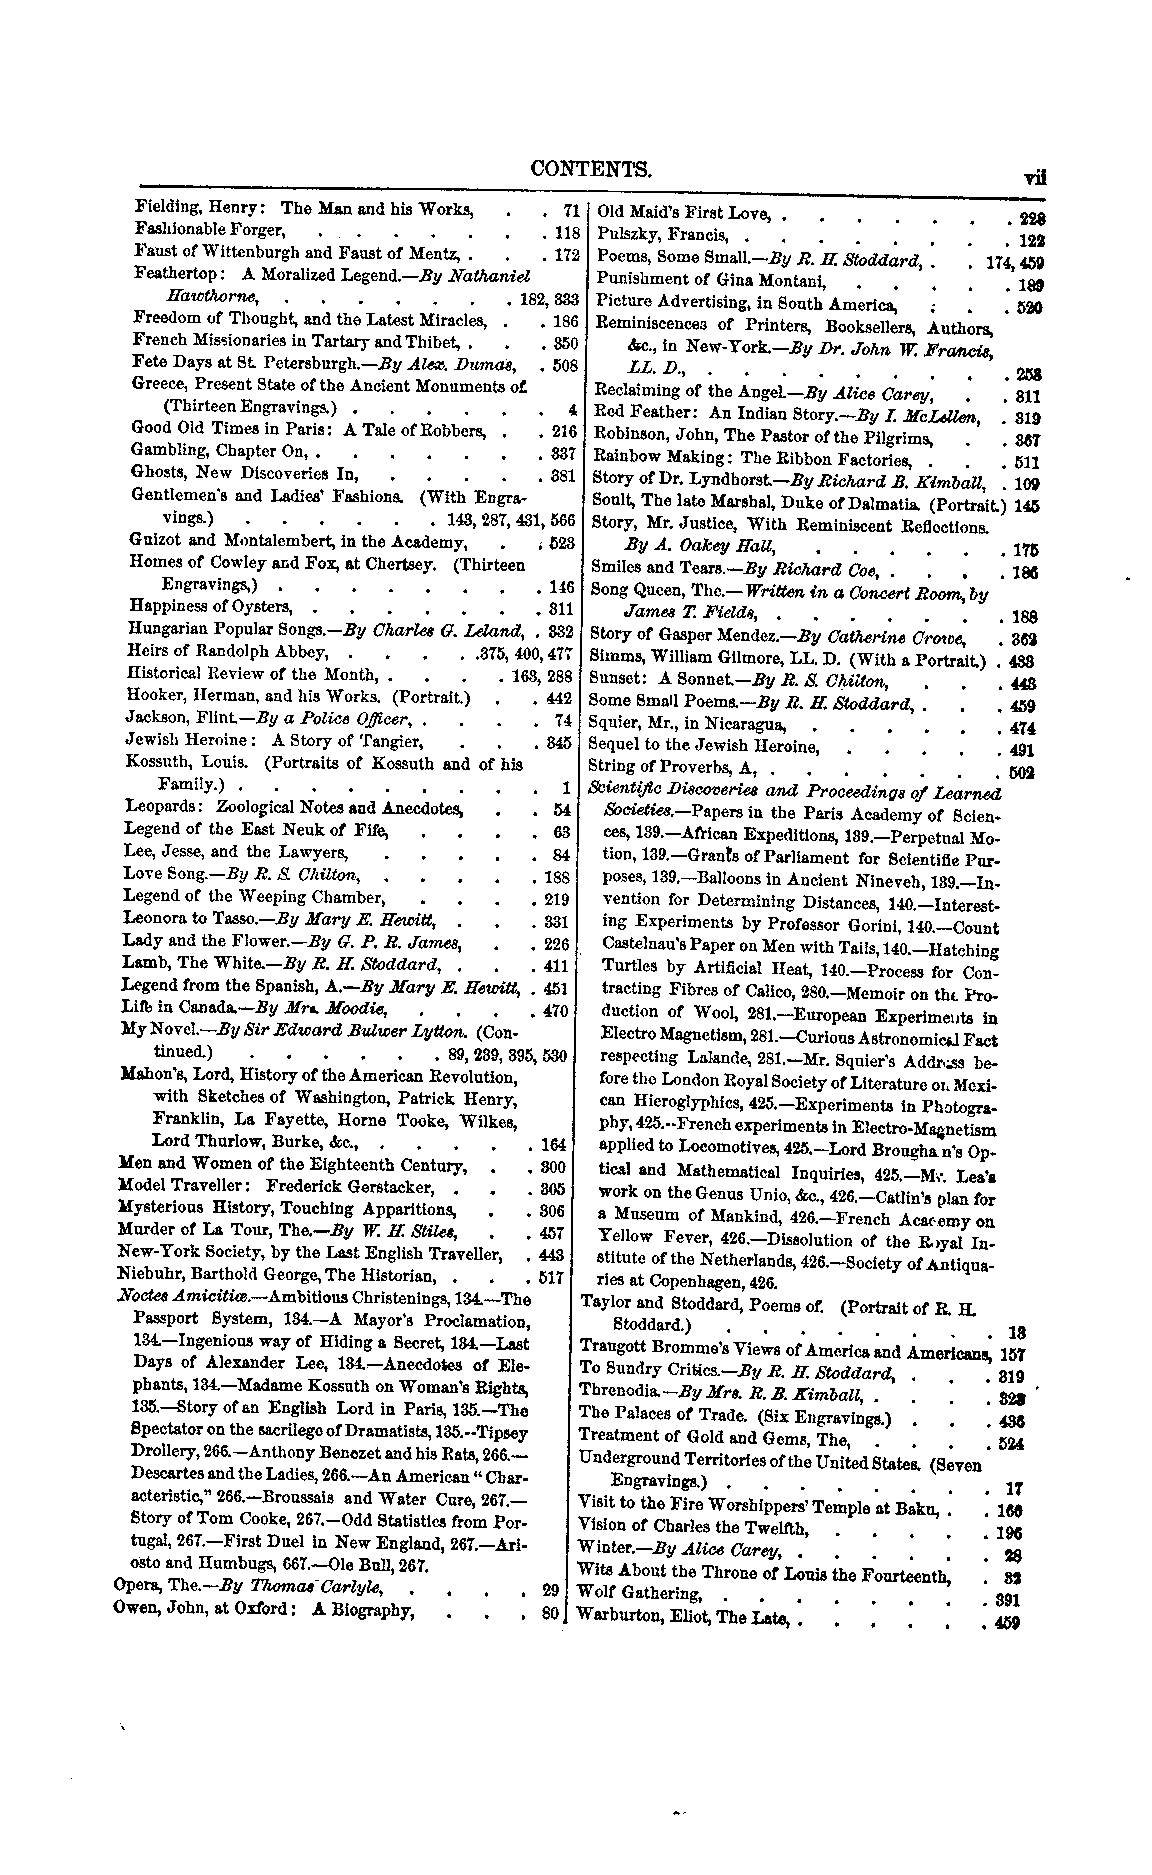 CONTENTS.
vii
Fielding, Henry: The Man and his Works, . . 71
Fashionable Forger, . . . . . . . 118
Faust of Wittenburgh and Faust of Mentz, . . . 172
Feathertop: A Moralized Legend.—By Nathaniel
Hawthorne, . . . . . . . 182, 333
Freedom of Thought, and the Latest Miracles, . . 186
French Missionaries in Tartary and Thibet, . . . 350
Fete Days at St. Petersburgh.—By Alex. Dumas, . 508
Greece, Present State of the Ancient Monuments of.
(Thirteen Engravings.) . . . . . . 4
Good Old Times in Paris: A Tale of Robbers, . . 216
Gambling, Chapter On, . . . . . . . 337
Ghosts, New Discoveries In, . . . . . 381
Gentlemen's and Ladies' Fashions. (With Engra-
vings.) . . . . . . . 143, 287, 431, 566
Guizot and Montalembert, in the Academy, . . 523
Homes of Cowley and Fox, at Chertsey. (Thirteen
Engravings,) . . . . . . . . 146
Happiness of Oysters, . . . . . . . 311
Hungarian Popular Songs.—By Charles G. Leland, . 332
Heirs of Randolph Abbey, . . . . .375, 400, 477
Historical Review of the Month, . . . . 163, 288
Hooker, Herman, and his Works. (Portrait.) . . 442
Jackson, Flint.—By a Police Officer, . . . . 74
Jewish Heroine: A Story of Tangier, . . . 345
Kossuth, Louis. (Portraits of Kossuth and of his
Family.) . . . . . . . . . 1
Leopards: Zoological Notes and Anecdotes, . . 54
Legend of the East Neuk of Fife, . . . . 63
Lee, Jesse, and the Lawyers, . . . . . 84
Love Song.—By R. S. Chilton, . . . . . 188
Legend of the Weeping Chamber, . . . . 219
Leonora to Tasso.—By Mary E. Hewitt, . . . 331
Lady and the Flower.—By G. P. R. James, . . 226
Lamb, The White.—By R. H. Stoddard, . . . 411
Legend from the Spanish, A.—By Mary E. Hewitt, . 451
Life in Canada.—By Mrs. Moodie, . . . . 470
My Novel.—By Sir Edward Bulwer Lytton. (Con-
tinued.) . . . . . . . 89, 239, 395, 530
Mahon's, Lord, History of the American Revolution,
with Sketches of Washington, Patrick Henry,
Franklin, La Fayette, Horne Tooke, Wilkes,
Lord Thurlow, Burke, &c., . . . . . 164
Men and Women of the Eighteenth Century, . . 300
Model Traveller: Frederick Gerstacker, . . . 305
Mysterious History, Touching Apparitions, . . 306
Murder of La Tour, The.—By W. H. Stiles, . . 457
New-York Society, by the Last English Traveller, . 443
Niebuhr, Barthold George, The Historian, . . . 517
Noctes Amicitiæ.—Ambitious Christenings, 134.—The
Passport System, 134.—A Mayor's Proclamation,
134.—Ingenious way of Hiding a Secret, 134.—Last
Days of Alexander Lee, 134.—Anecdotes of Ele-
phants, 134.—Madame Kossuth on Woman's Rights,
135.—Story of an English Lord in Paris, 135.—The
Spectator on the sacrilege of Dramatists, 135.--Tipsey
Drollery, 266.—Anthony Benezet and his Rats, 266.—
Descartes and the Ladies, 266.—An American "Char-
acteristic," 266.—Broussais and Water Cure, 267.—
Story of Tom Cooke, 267.—Odd Statistics from Por-
tugal, 267.—First Duel in New England, 267.—Ari-
osto and Humbugs, 667.—Ole Bull, 267.
Opera, The.—By Thomas Carlyle, . . . . 29
Owen, John, at Oxford: A Biography, . . . 80
Old Maid's First Love, . . . . . . . 228
Pulszky, Francis, . . . . . . . . 122
Poems, Some Small.—By R. H. Stoddard, . . 174, 459
Punishment of Gina Montani, . . . . . 189
Picture Advertising, in South America, ; . . 520
Reminiscences of Printers, Booksellers, Authors,
&c., in New-York.—By Dr. John W. Francis,
LL. D., . . . . . . . . . 258
Reclaiming of the Angel.—By Alice Carey, . . 311
Red Feather: An Indian Story.—By I. McLellen, . 319
Robinson, John, The Pastor of the Pilgrims, . . 367
Rainbow Making: The Ribbon Factories, . . . 511
Story of Dr. Lyndhorst.—By Richard B. Kimball, . 109
Soult, The late Marshal, Duke of Dalmatia. (Portrait.) 145
Story, Mr. Justice, With Reminiscent Reflections.
By A. Oakey Hall, . . . . . . 175
Smiles and Tears.—By Richard Coe, . . . . 186
Song Queen, The.—Written in a Concert Room, by
James T. Fields, . . . . . . . 188
Story of Gasper Mendez.—By Catherine Crowe, . 362
Simms, William Gilmore, LL. D. (With a Portrait.) . 433
Sunset: A Sonnet.—By R. S. Chilton, . . . 443
Some Small Poems.—By R. H. Stoddard, . . . 459
Squier, Mr., in Nicaragua, . . . . . . 474
Sequel to the Jewish Heroine, . . . . . 491
String of Proverbs, A, . . . . . . . 502
Scientific Discoveries and Proceedings of Learned
Societies.—Papers in the Paris Academy of Scien-
ces, 139.—African Expeditions, 139.—Perpetual Mo-
tion, 139.—Grants of Parliament for Scientific Pur-
poses, 139.—Balloons in Ancient Nineveh, 139.—In-
vention for Determining Distances, 140.—Interest-
ing Experiments by Professor Gorini, 140.—Count
Castelnau's Paper on Men with Tails, 140.—Hatching
Turtles by Artificial Heat, 140.—Process for Con-
tracting Fibres of Calico, 280.—Memoir on the Pro-
duction of Wool, 281.—European Experiments in
Electro Magnetism, 281.—Curious Astronomical Fact
respecting Lalande, 281.—Mr. Squier's Address be-
fore the London Royal Society of Literature on Mexi-
can Hieroglyphics, 425.—Experiments in Photogra-
phy, 425.--French experiments in Electro-Magnetism
applied to Locomotives, 425.—Lord Brougham's Op-
tical and Mathematical Inquiries, 425.—Mr. Lea's
work on the Genus Unio, &c., 426.—Catlin's plan for
a Museum of Mankind, 426.—French Academy on
Yellow Fever, 426.—Dissolution of the Royal In-
stitute of the Netherlands, 426.—Society of Antiqua-
ries at Copenhagen, 426.
Taylor and Stoddard, Poems of. (Portrait of R. H.
Stoddard.) . . . . . . . . 13
Traugott Bromme's Views of America and Americans, 157
To Sundry Critics.—By R. H. Stoddard, . . . 319
Threnodia.—By Mrs. R. B. Kimball, . . . . 323
The Palaces of Trade. (Six Engravings.) . . . 436
Treatment of Gold and Gems, The, . . . . 524
Underground Territories of the United States. (Seven
Engravings.) . . . . . . . . 17
Visit to the Fire Worshippers' Temple at Baku, . . 166
Vision of Charles the Twelfth, . . . . . 196
Winter.—By Alice Carey, . . . . . . 28
Wits About the Throne of Louis the Fourteenth, . 82
Wolf Gathering, . . . . . . . . 391
Warburton, Eliot, The Late, . . . . . . 459